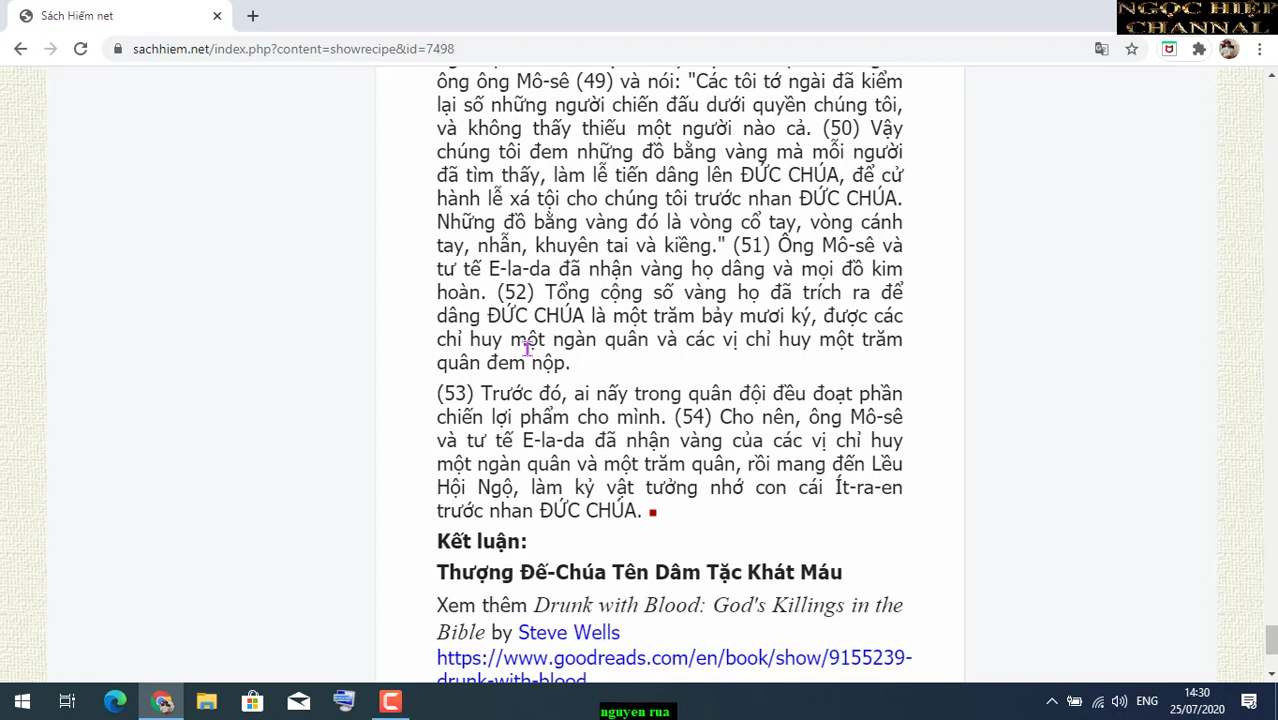 Sách Hiếm net
NGỌC HIỆP
CHANNAL
sachhiem.net/index.php?content=showrecipe&id=7498
ông ông Mô-sê (49) và nói: "Các tôi tớ ngài đã kiểm
lại số những người chiến đấu dưới quyền chúng tôi,
và không thấy thiếu một người nào cả. (50) Vậy
chúng tôi đem những đồ bằng vàng mà mỗi người
đã tìm thấy, làm lễ tiến dâng lên ĐỨC CHÚA, để cử
hành lễ xá tội cho chúng tôi trước nhan ĐỨC CHÚA.
Những đồ bằng vàng đó là vòng cổ tay, vòng cánh
tay, nhẫn, khuyên tai và kiềng." (51) Ông Mô-sê và
tư tế E-la-da đã nhận vàng họ dâng và mọi đồ kim
hoàn. (52) Tổng cộng số vàng họ đã trích ra để
dâng ĐỨC CHÚA là một trăm bảy mươi ký, được các
chỉ huy một ngàn quân và các vị chỉ huy một trăm
quân đem nộp.
(53) Trước đó, ai nấy trong quân đội đều đoạt phần
chiến lợi phẩm cho mình. (54) Cho nên, ông Mô-sê
và tư tế E-la-da đã nhận vàng của các vị chỉ huy
một ngàn quân và một trăm quân, rồi mang đến Lều
Hội Ngộ, làm kỷ vật tưởng nhớ con cái Ít-ra-en
trước nhan ĐỨC CHÚA.
Kết luận:
Thượng Đế-Chúa Tên Dâm Tặc Khát Máu
Xem thêm Drunk with Blood: God's Killings in the
Bible by Steve Wells
https://www.goodreads.com/en/book/show/9155239-
drunk-with-blood
ENG
14:30
25/07/2020
nguyen rua